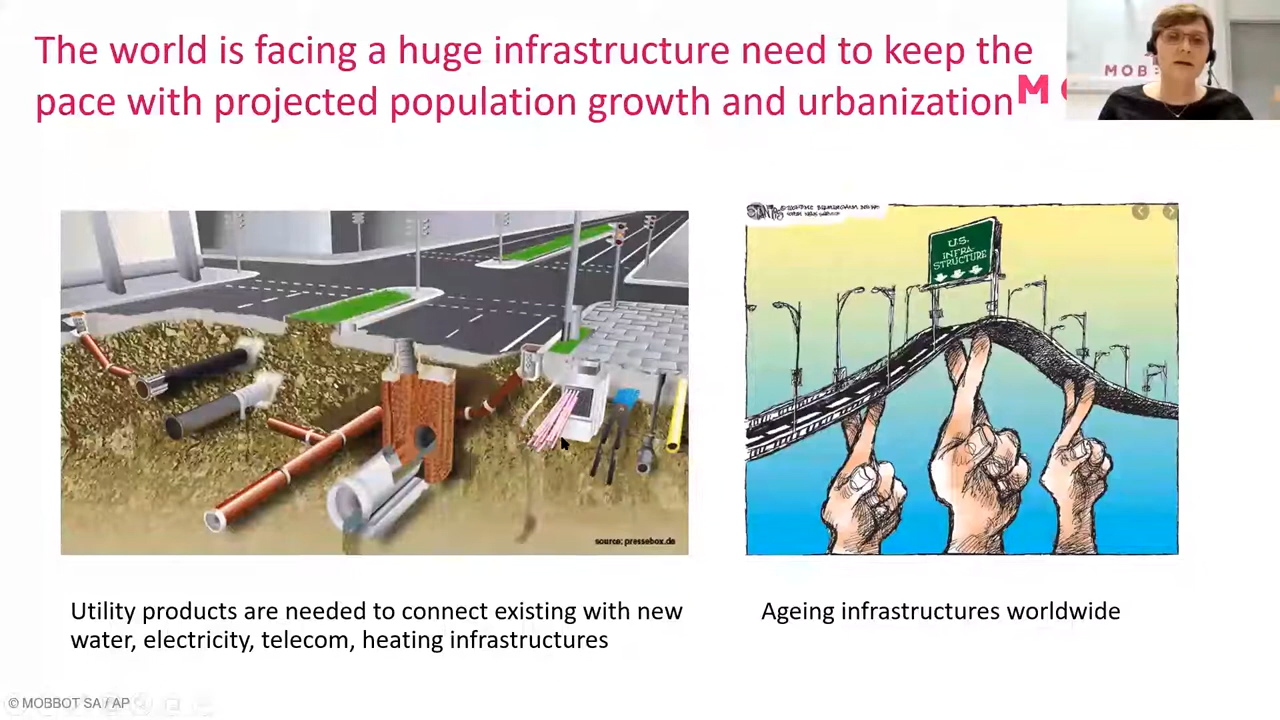 The world is facing a huge infrastructure need to keep the
pace with projected population growth and urbanization
M
MOB
U.S.
INFRA-
STRUCTURE
source: pressebox.de
Utility products are needed to connect existing with new
water, electricity, telecom, heating infrastructures
Ageing infrastructures worldwide
© MOBBOT SA / AP